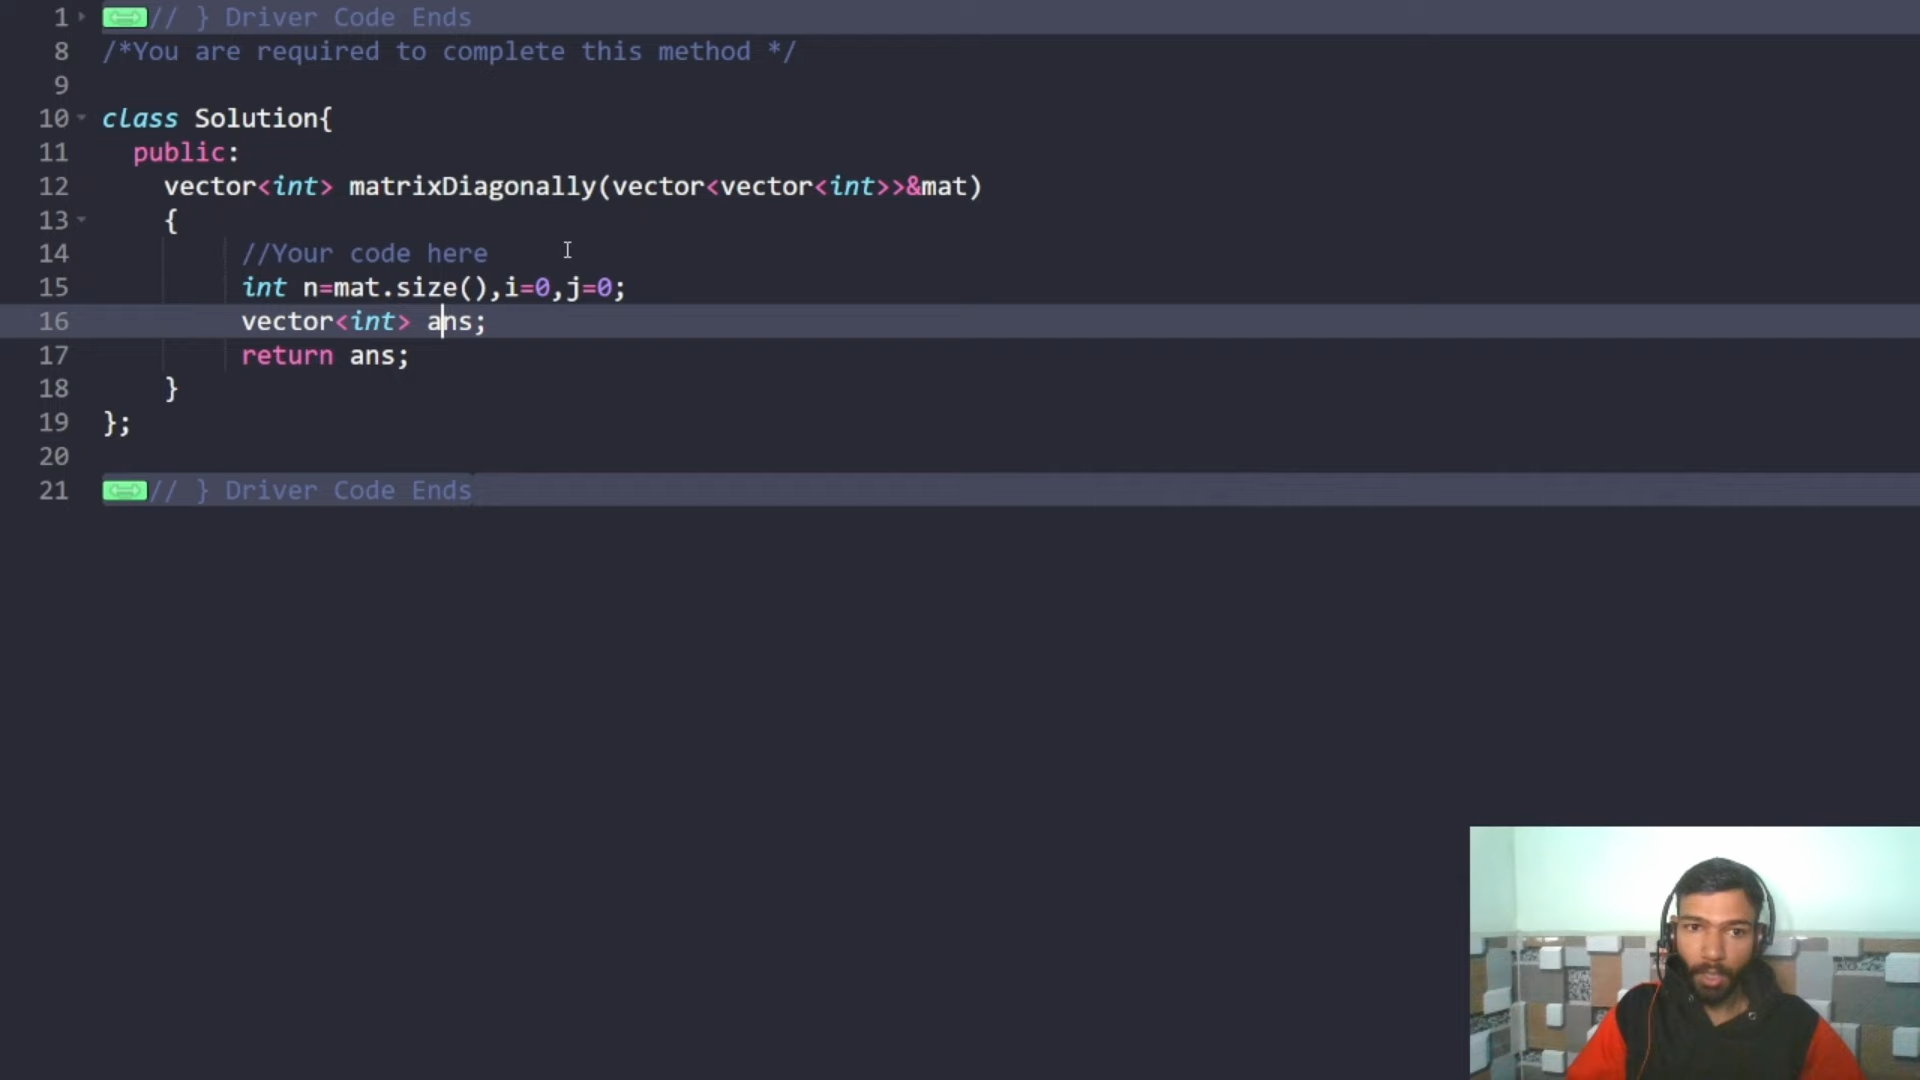 1 // } Driver Code Ends
8 /*You are required to complete this method */
9
10 class Solution{
11 public:
12 vector<int> matrixDiagonally(vector<vector<int>>&mat)
13 {
14 //Your code here
15 int n=mat.size(),i=0,j=0;
16 vector<int> ans;
17 return ans;
18 }
19 };
20
21 // } Driver Code Ends